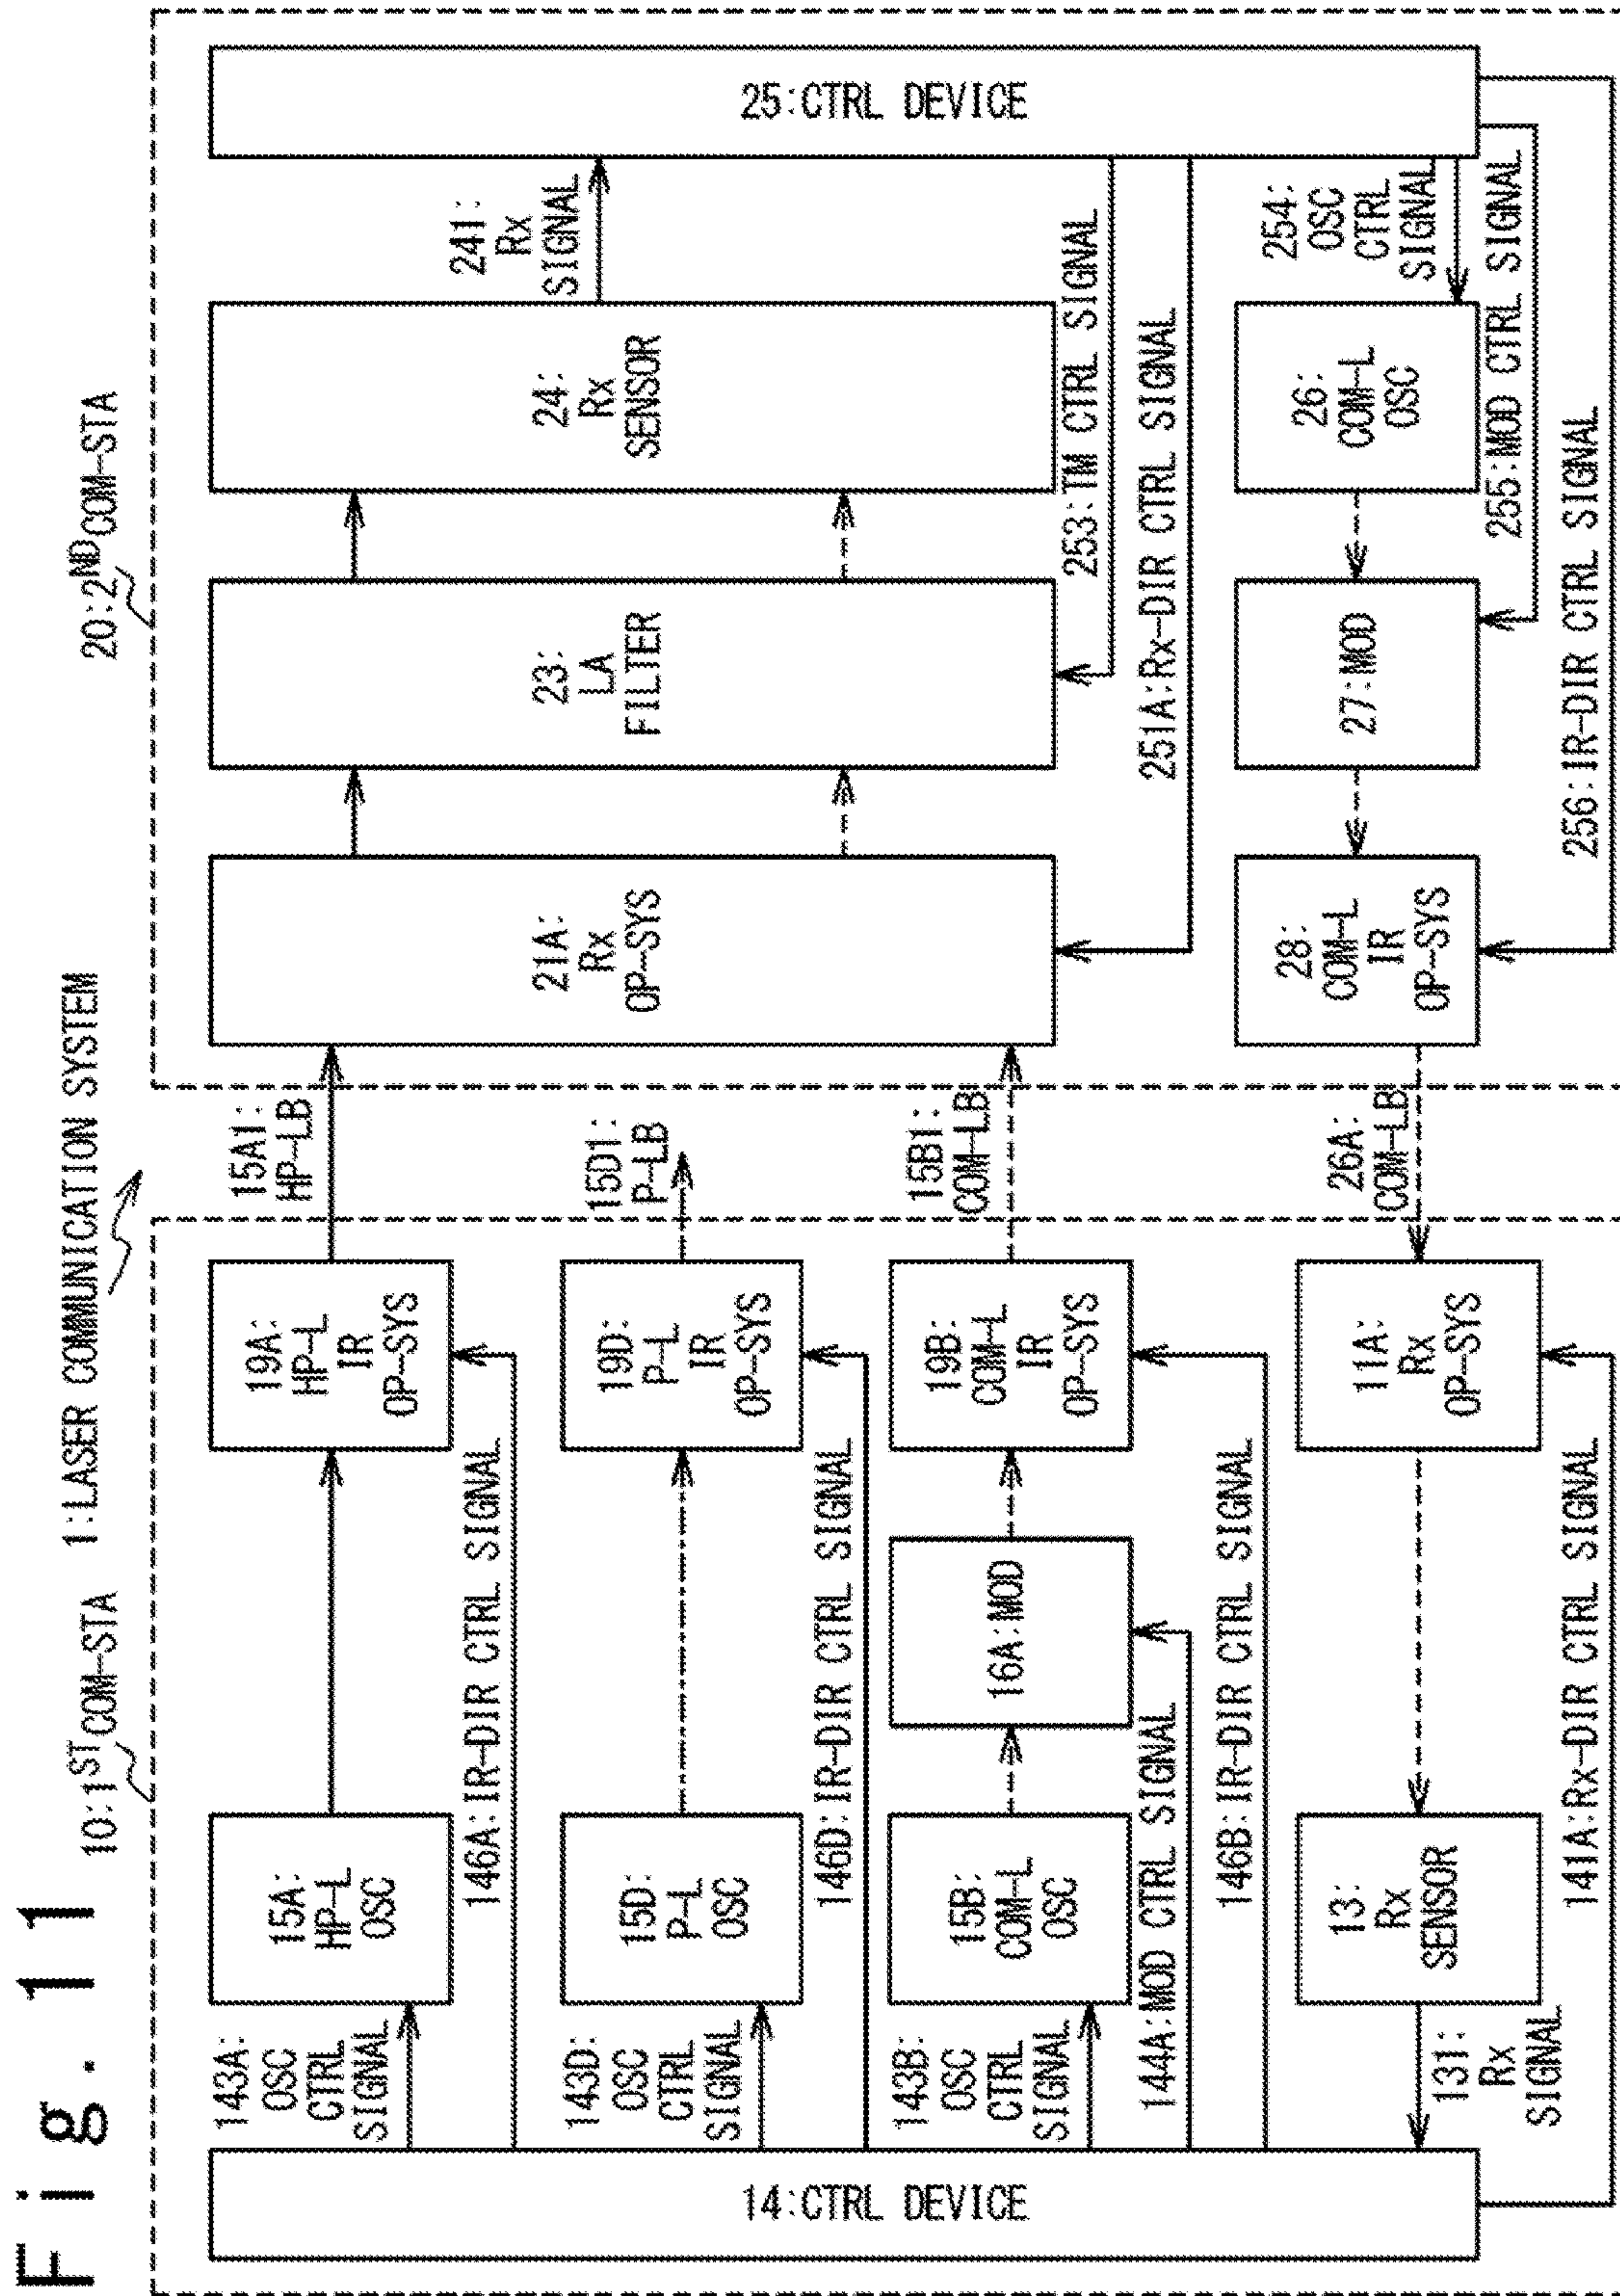 Fig. 11
1:LASER COMMUNICATION SYSTEM
10:1ST COM-STA
20:2ND COM-STA
14:CTRL DEVICE
143A:
OSC
CTRL
SIGNAL
15A:
HP-L
OSC
146A:IR-DIR CTRL SIGNAL
19A:
HP-L
IR
OP-SYS
15A1:
HP-LB
143D:
OSC
CTRL
SIGNAL
15D:
P-L
OSC
146D:IR-DIR CTRL SIGNAL
19D:
P-L
IR
OP-SYS
15D1:
P-LB
143B:
OSC
CTRL
SIGNAL
15B:
COM-L
OSC
144A:MOD CTRL SIGNAL
16A:MOD
146B:IR-DIR CTRL SIGNAL
19B:
COM-L
IR
OP-SYS
15B1:
COM-LB
131:
Rx
SIGNAL
13:
Rx
SENSOR
141A:Rx-DIR CTRL SIGNAL
11A:
Rx
OP-SYS
26A:
COM-LB
21A:
Rx
OP-SYS
23:
LA
FILTER
24:
Rx
SENSOR
241:
Rx
SIGNAL
25:CTRL DEVICE
253:TM CTRL SIGNAL
251A:Rx-DIR CTRL SIGNAL
28:
COM-L
IR
OP-SYS
27:MOD
26:
COM-L
OSC
254:
OSC
CTRL
SIGNAL
255:MOD CTRL SIGNAL
256:IR-DIR CTRL SIGNAL